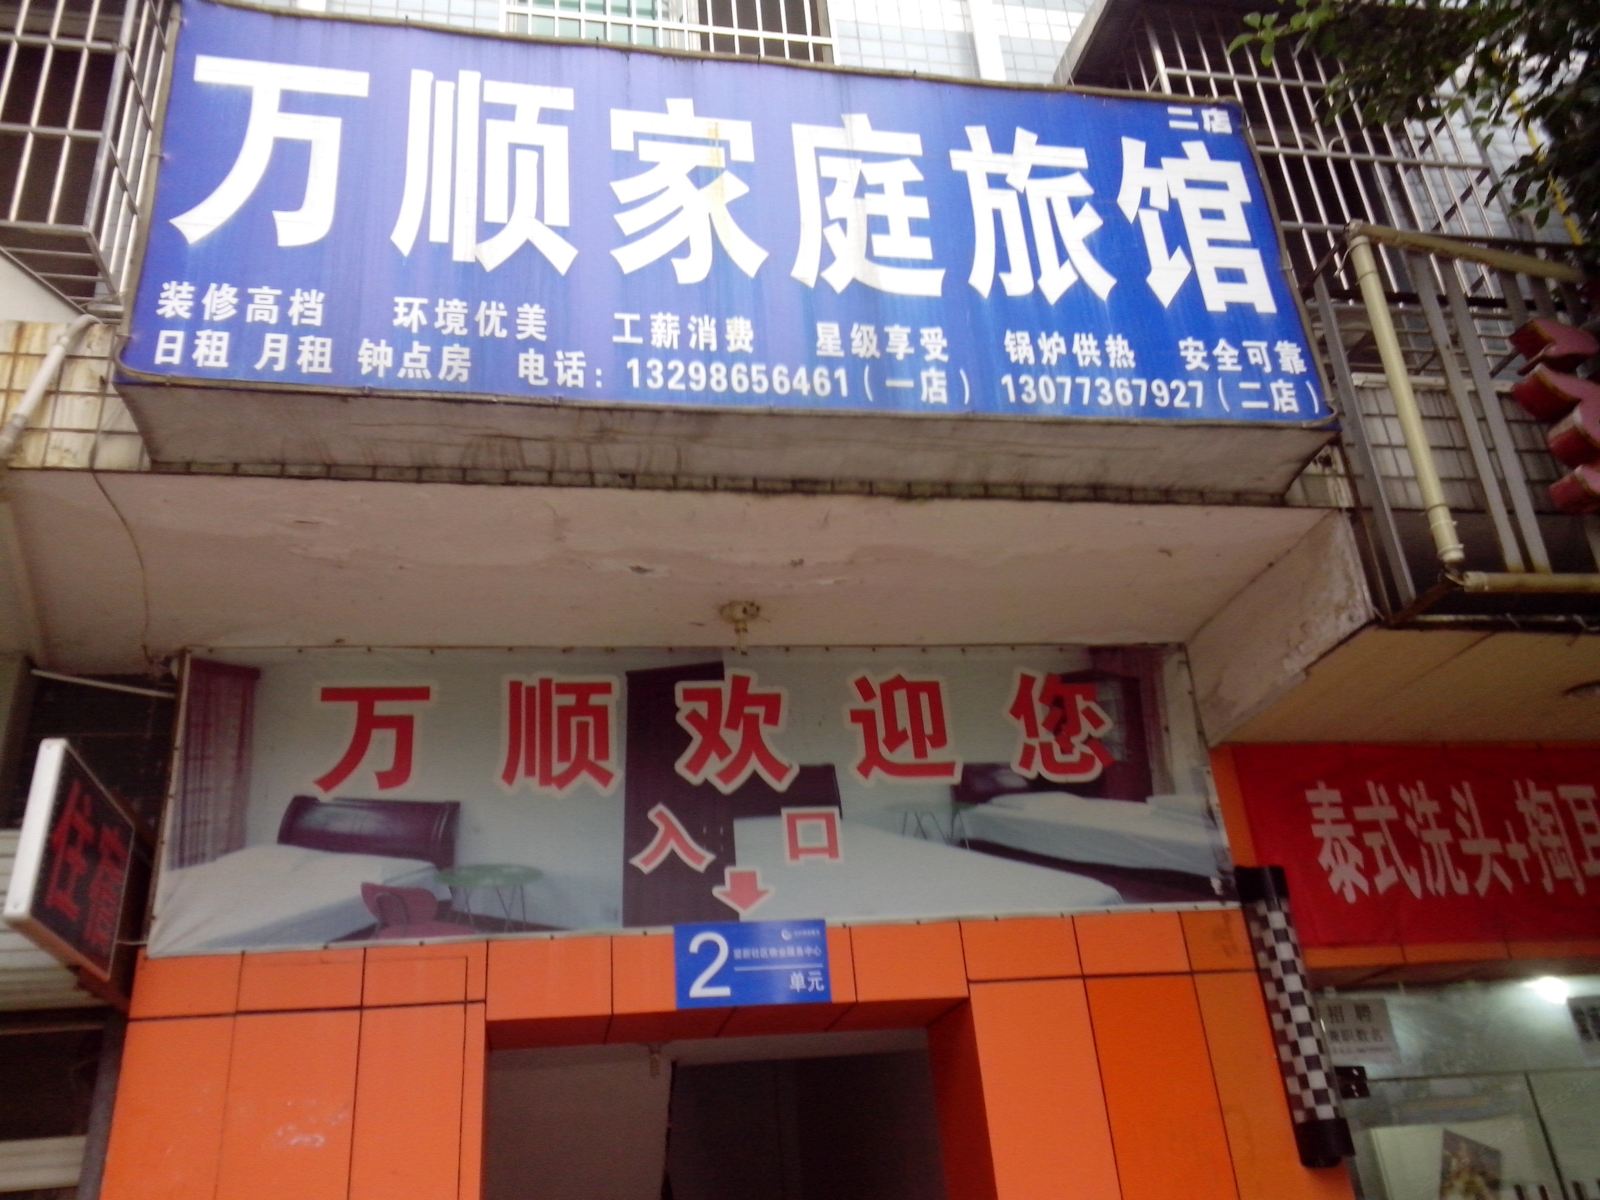 二店
万顺家庭旅馆
装修高档 环境优美 工薪消费 星级享受 锅炉供热 安全可靠
日租 月租 钟点房 电话：13298656461（一店） 13077367927（二店）
万顺欢迎您
入口
2
单元
住宿
泰式洗头+掏耳
招聘